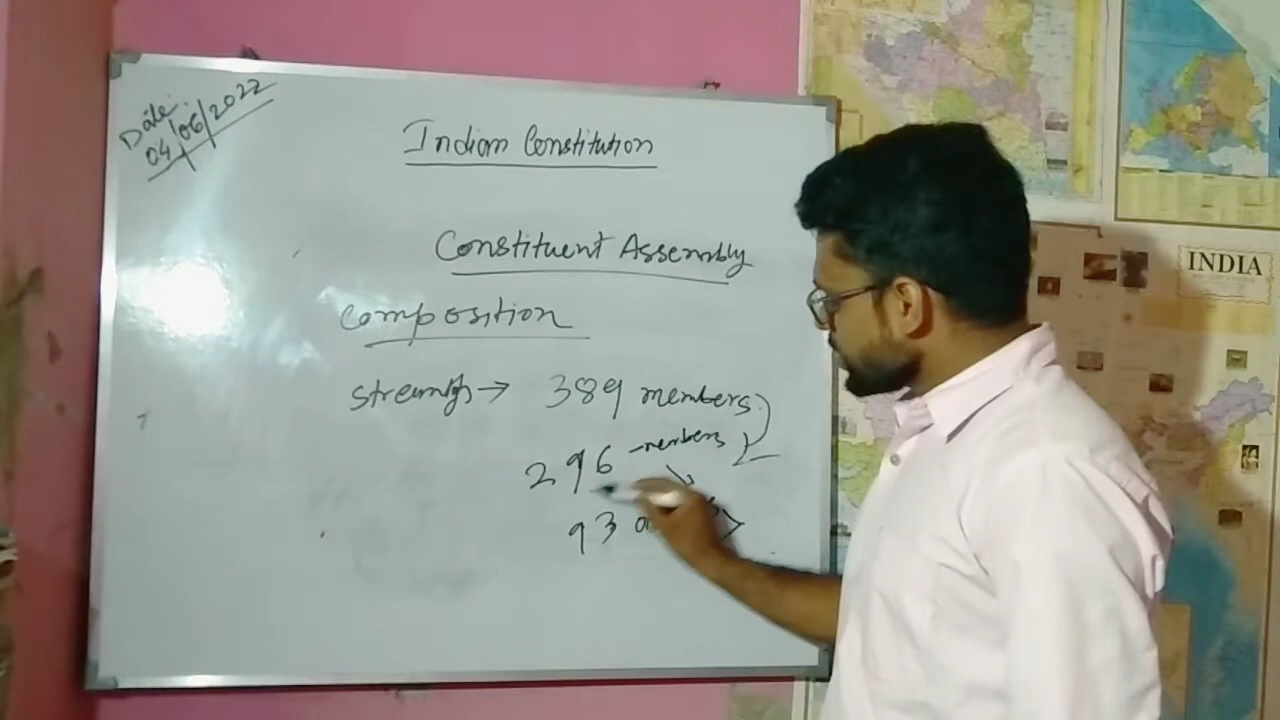 Date:
04/06/2022
Indian Constitution
Constituent Assembly
Composition
Strength → 389 members
296 - members
93
INDIA